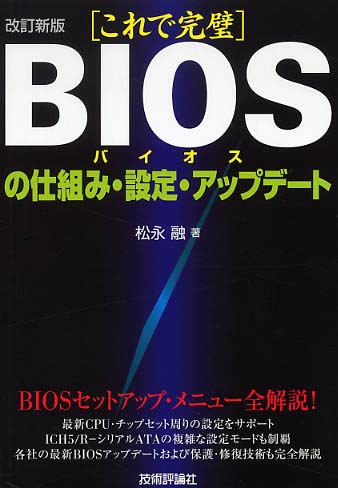 改訂新版
[これで完璧]
BIOS
バイオス
の仕組み・設定・アップデート
松永 融 著
BIOSセットアップ・メニュー全解説!
最新CPU・チップセット周りの設定をサポート
ICH5/R-シリアルATAの複雑な設定モードも制覇
各社の最新BIOSアップデートおよび保護・修復技術も完全解説
技術評論社